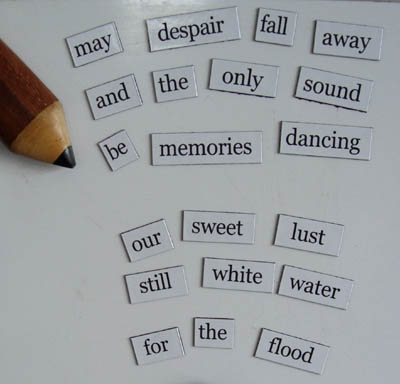 may despair fall away
and the only sound
be memories dancing
our sweet lust
still white water
for the flood